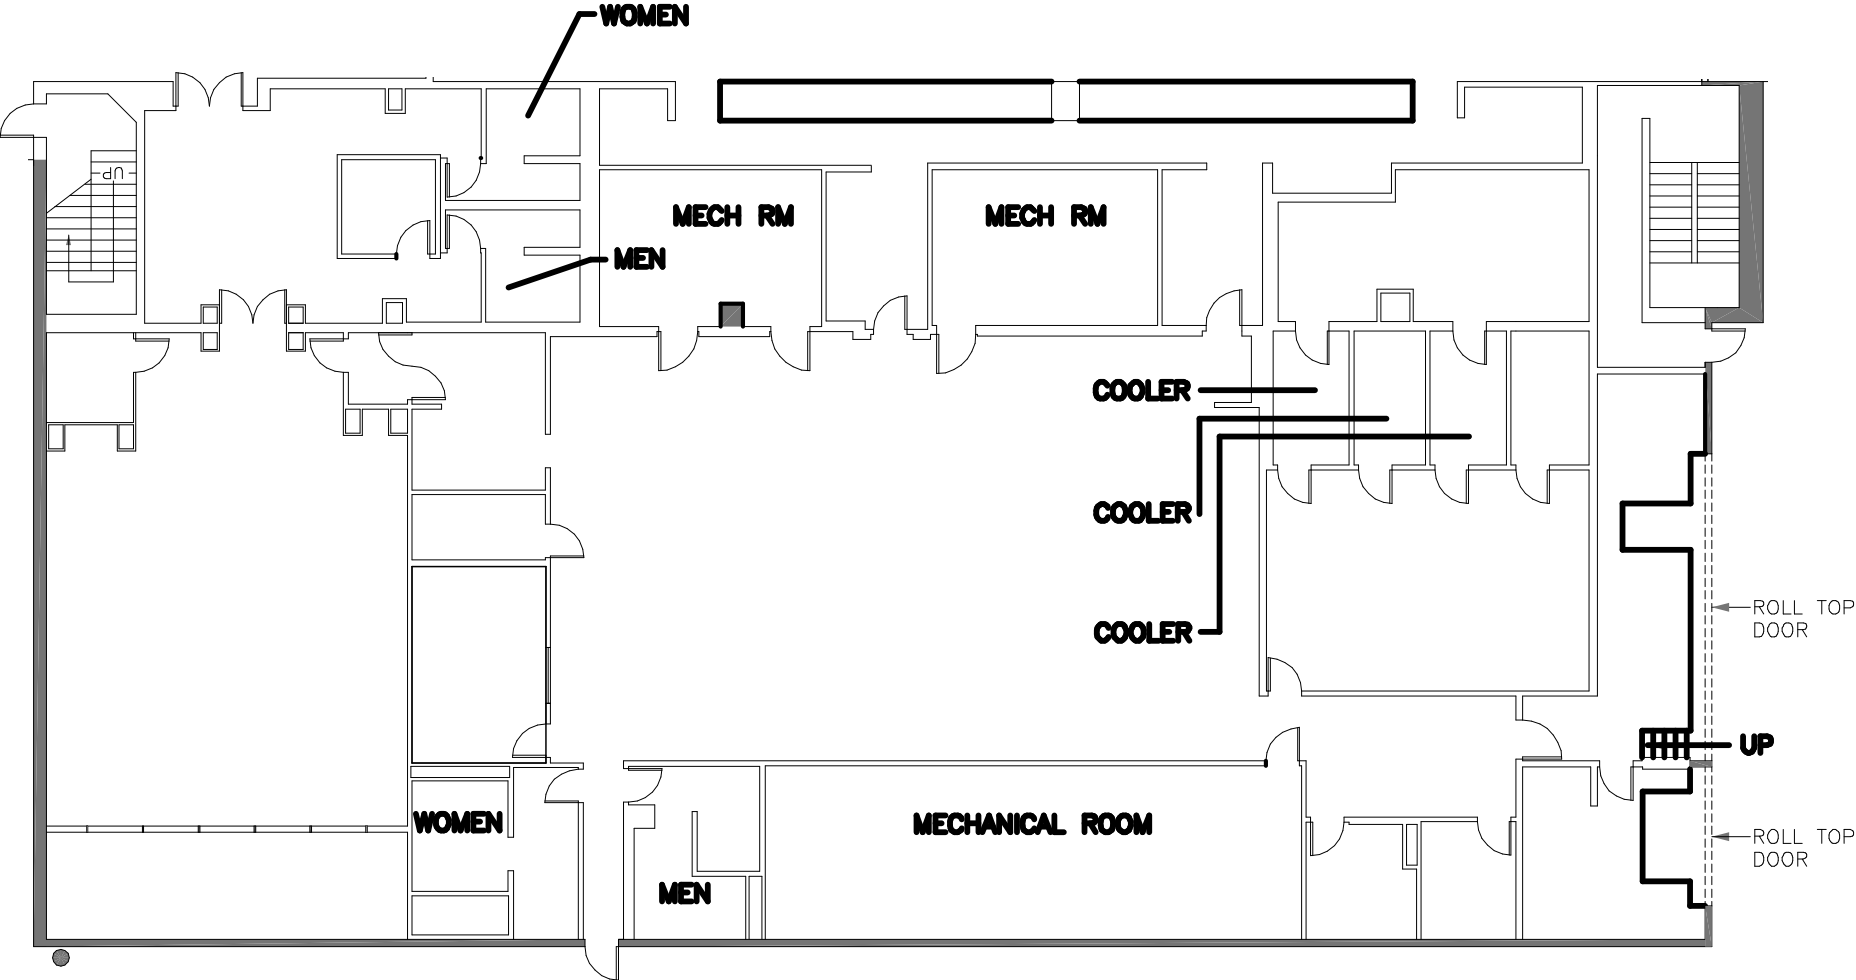 WOMEN
UP
MECH RM
MECH RM
MEN
COOLER
COOLER
COOLER
ROLL TOP
DOOR
UP
WOMEN
MECHANICAL ROOM
ROLL TOP
DOOR
MEN